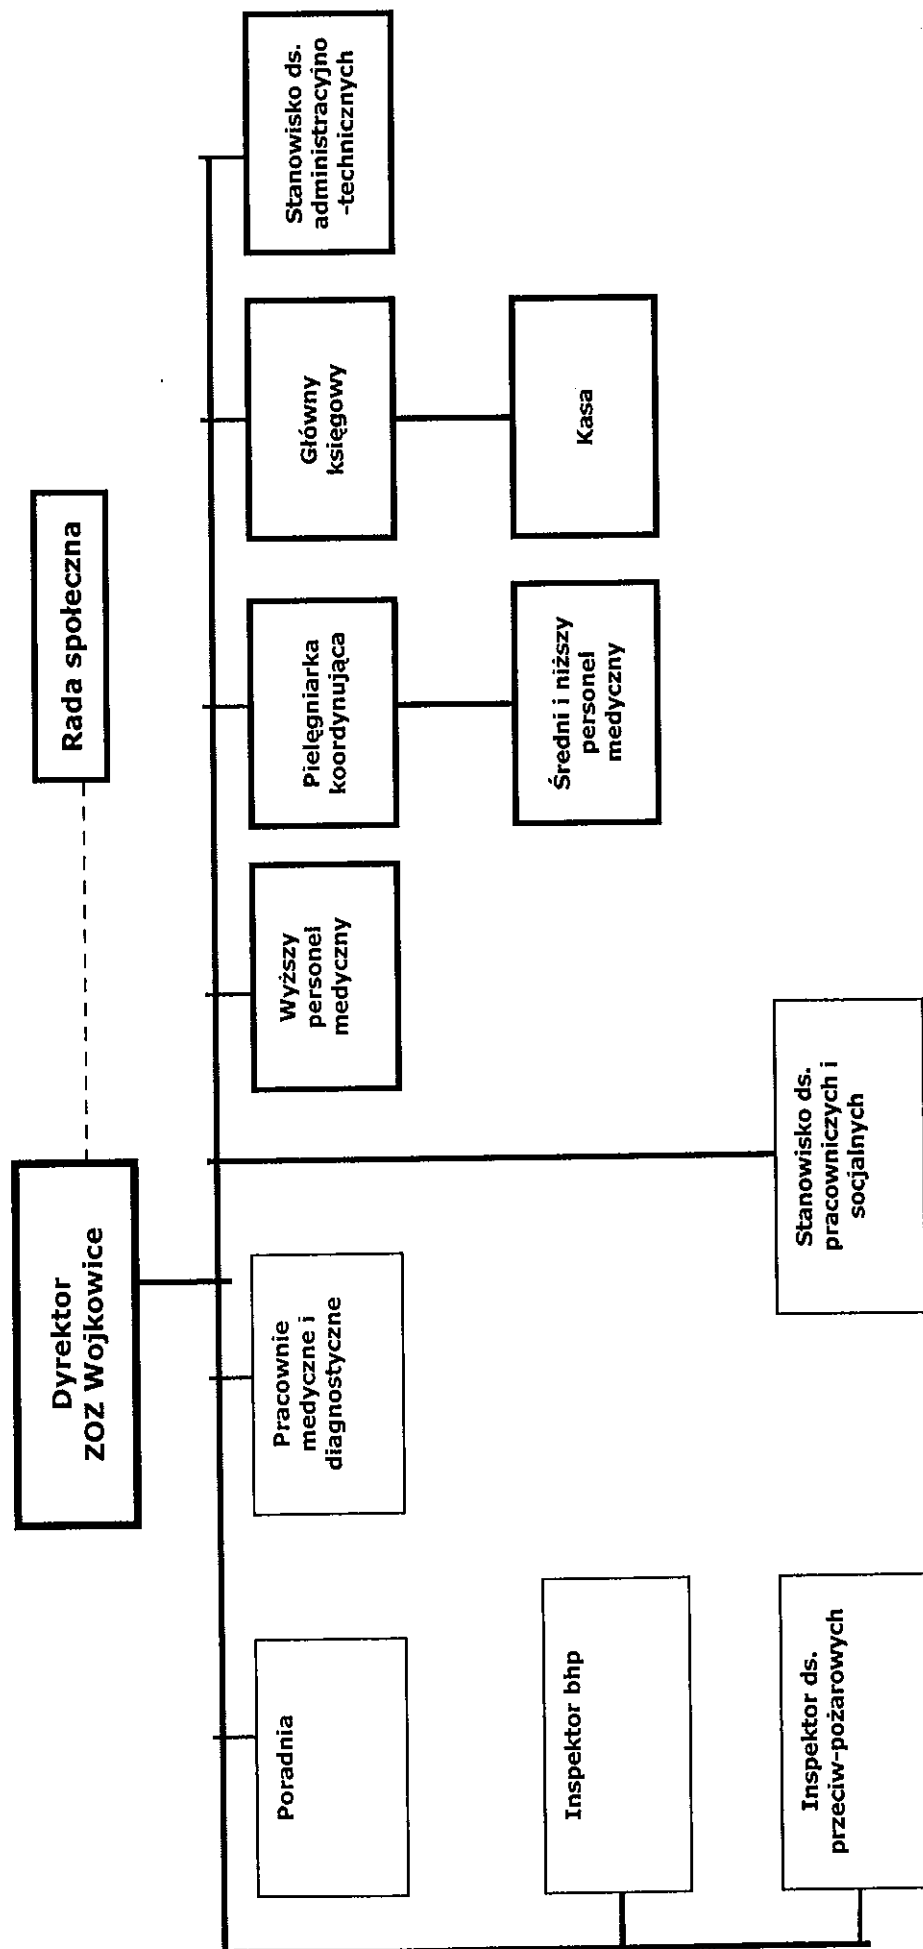 Dyrektor
ZOZ Wojkowice
Rada społeczna
Poradnia
Pracownie
medyczne i
diagnostyczne
Wyższy
personel
medyczny
Pielęgniarka
koordynująca
Główny
księgowy
Stanowisko ds.
administracyjno
-technicznych
Inspektor bhp
Średni i niższy
personel
medyczny
Kasa
Inspektor ds.
przeciw-pożarowych
Stanowisko ds.
pracowniczych i
socjalnych